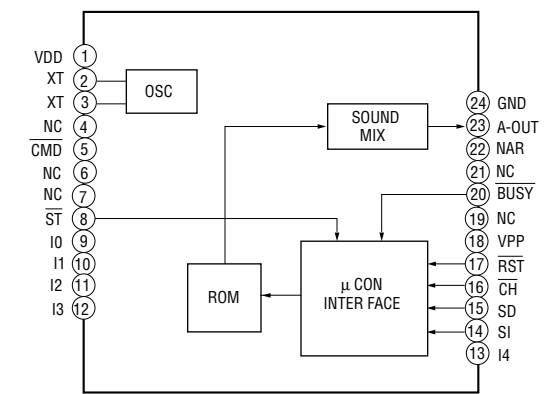 VDD 1
XT 2
XT 3
NC 4
CMD 5
NC 6
NC 7
ST 8
I0 9
I1 10
I2 11
I3 12
OSC
SOUND
MIX
ROM
μ CON
INTER FACE
24 GND
23 A-OUT
22 NAR
21 NC
20 BUSY
19 NC
18 VPP
17 RST
16 CH
15 SD
14 SI
13 I4